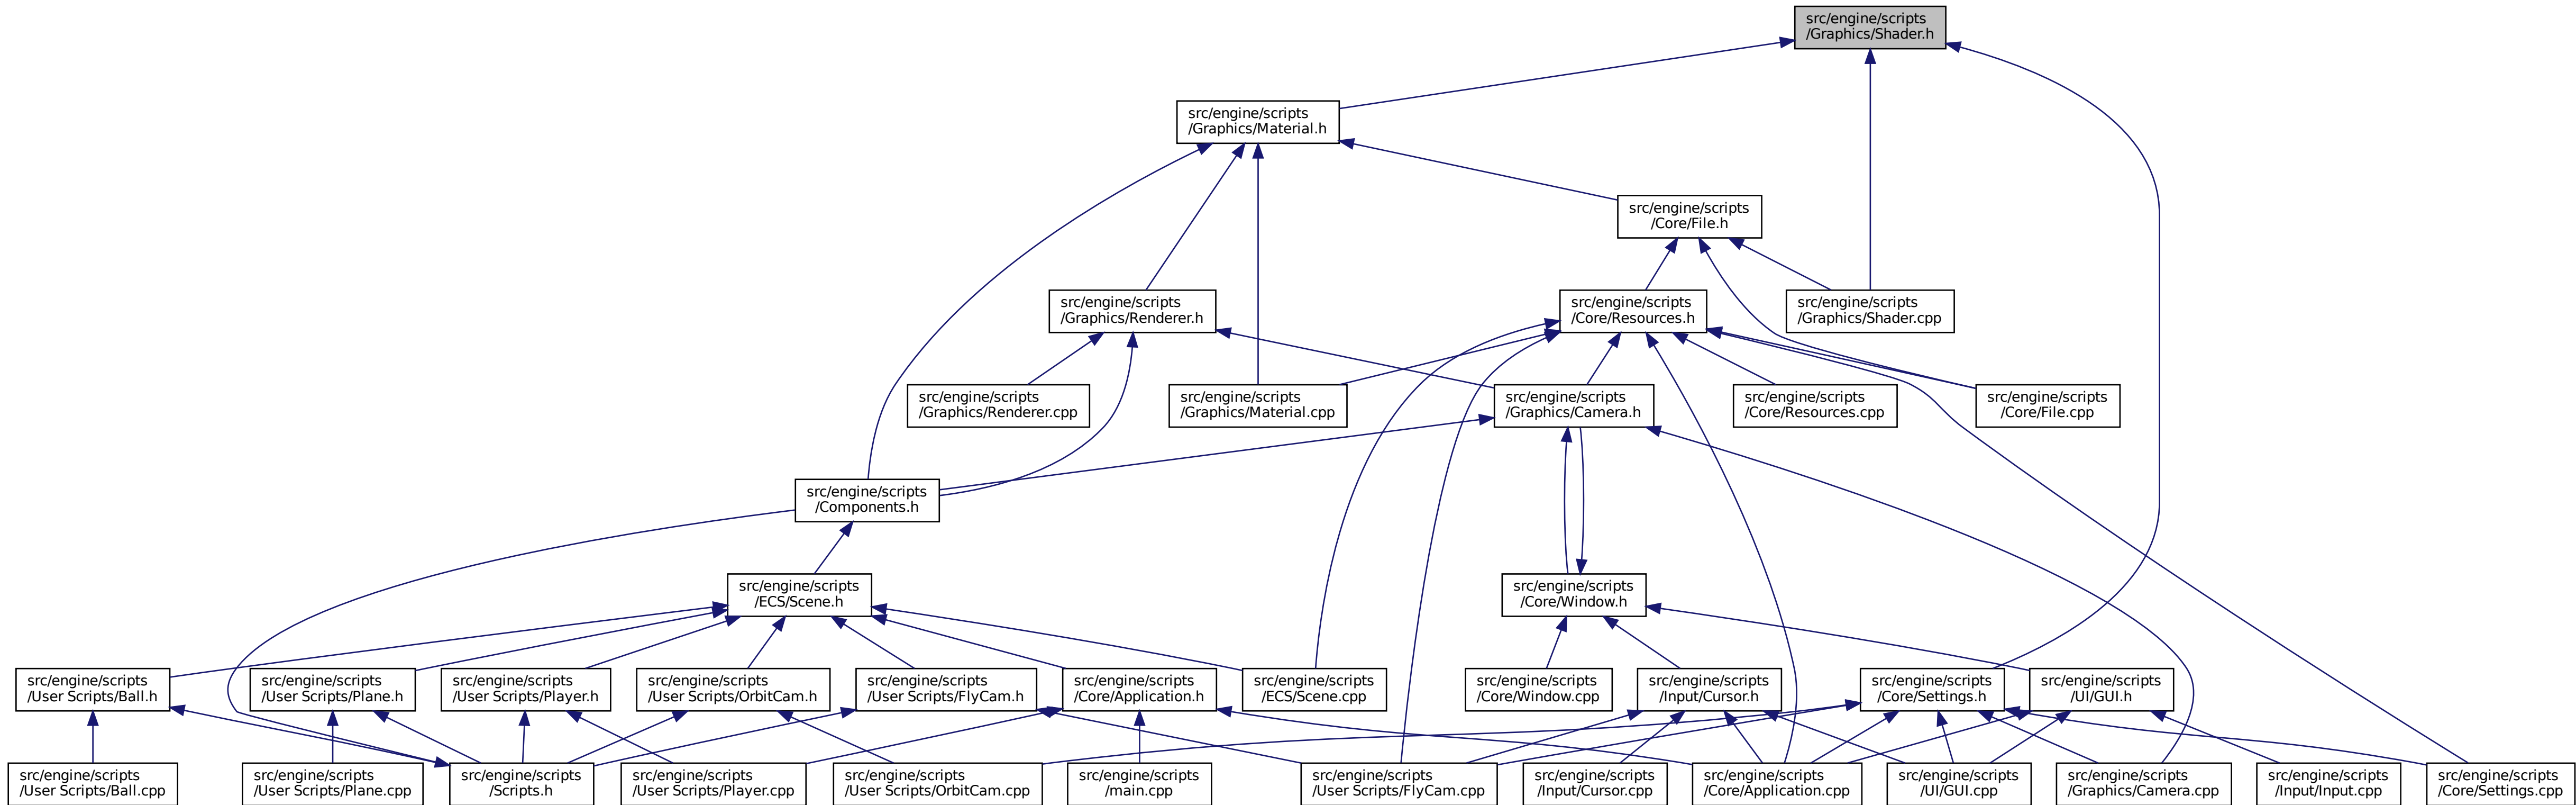 src/engine/scripts
/Graphics/Shader.h
src/engine/scripts
/Graphics/Material.h
src/engine/scripts
/Core/File.h
src/engine/scripts
/Graphics/Renderer.h
src/engine/scripts
/Core/Resources.h
src/engine/scripts
/Graphics/Shader.cpp
src/engine/scripts
/Graphics/Renderer.cpp
src/engine/scripts
/Graphics/Material.cpp
src/engine/scripts
/Graphics/Camera.h
src/engine/scripts
/Core/Resources.cpp
src/engine/scripts
/Core/File.cpp
src/engine/scripts
/Components.h
src/engine/scripts
/ECS/Scene.h
src/engine/scripts
/Core/Window.h
src/engine/scripts
/User Scripts/Ball.h
src/engine/scripts
/User Scripts/Plane.h
src/engine/scripts
/User Scripts/Player.h
src/engine/scripts
/User Scripts/OrbitCam.h
src/engine/scripts
/User Scripts/FlyCam.h
src/engine/scripts
/Core/Application.h
src/engine/scripts
/ECS/Scene.cpp
src/engine/scripts
/Core/Window.cpp
src/engine/scripts
/Input/Cursor.h
src/engine/scripts
/Core/Settings.h
src/engine/scripts
/UI/GUI.h
src/engine/scripts
/User Scripts/Ball.cpp
src/engine/scripts
/User Scripts/Plane.cpp
src/engine/scripts
/Scripts.h
src/engine/scripts
/User Scripts/Player.cpp
src/engine/scripts
/User Scripts/OrbitCam.cpp
src/engine/scripts
/main.cpp
src/engine/scripts
/User Scripts/FlyCam.cpp
src/engine/scripts
/Input/Cursor.cpp
src/engine/scripts
/Core/Application.cpp
src/engine/scripts
/UI/GUI.cpp
src/engine/scripts
/Graphics/Camera.cpp
src/engine/scripts
/Input/Input.cpp
src/engine/scripts
/Core/Settings.cpp